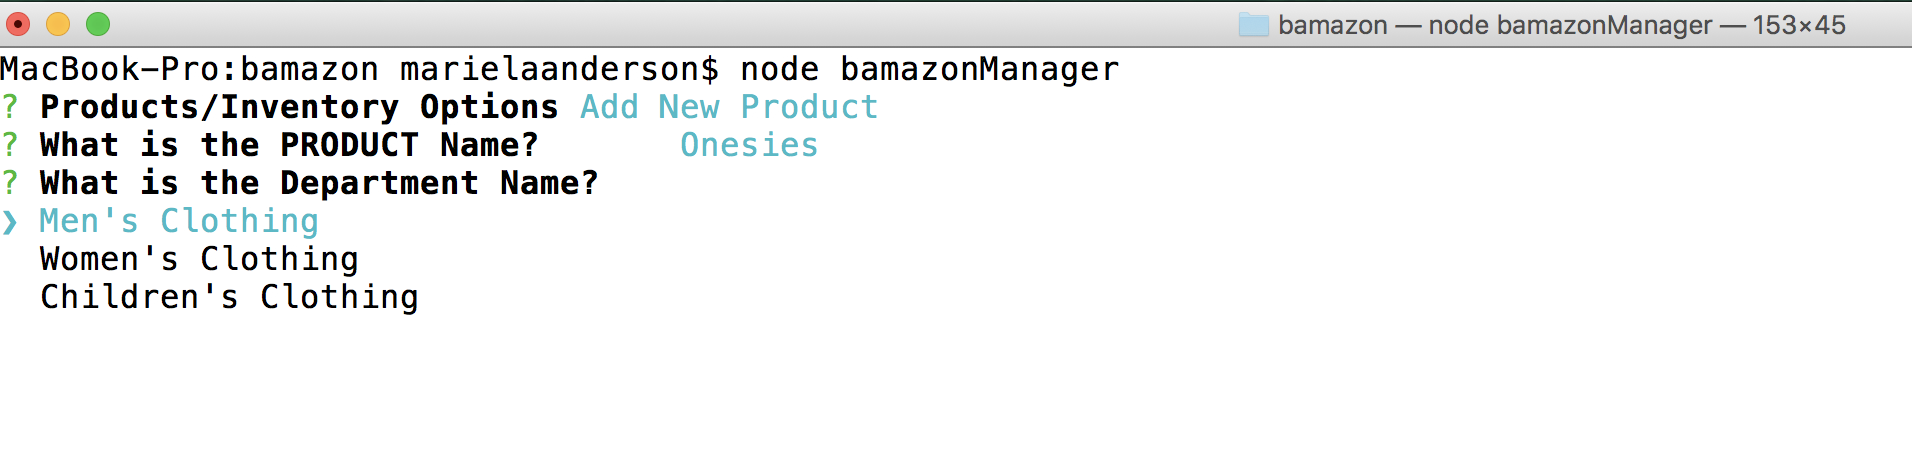 bamazon — node bamazonManager — 153×45
MacBook-Pro:bamazon marielaanderson$ node bamazonManager
? Products/Inventory Options Add New Product
? What is the PRODUCT Name?       Onesies
? What is the Department Name?
❯ Men's Clothing
  Women's Clothing
  Children's Clothing